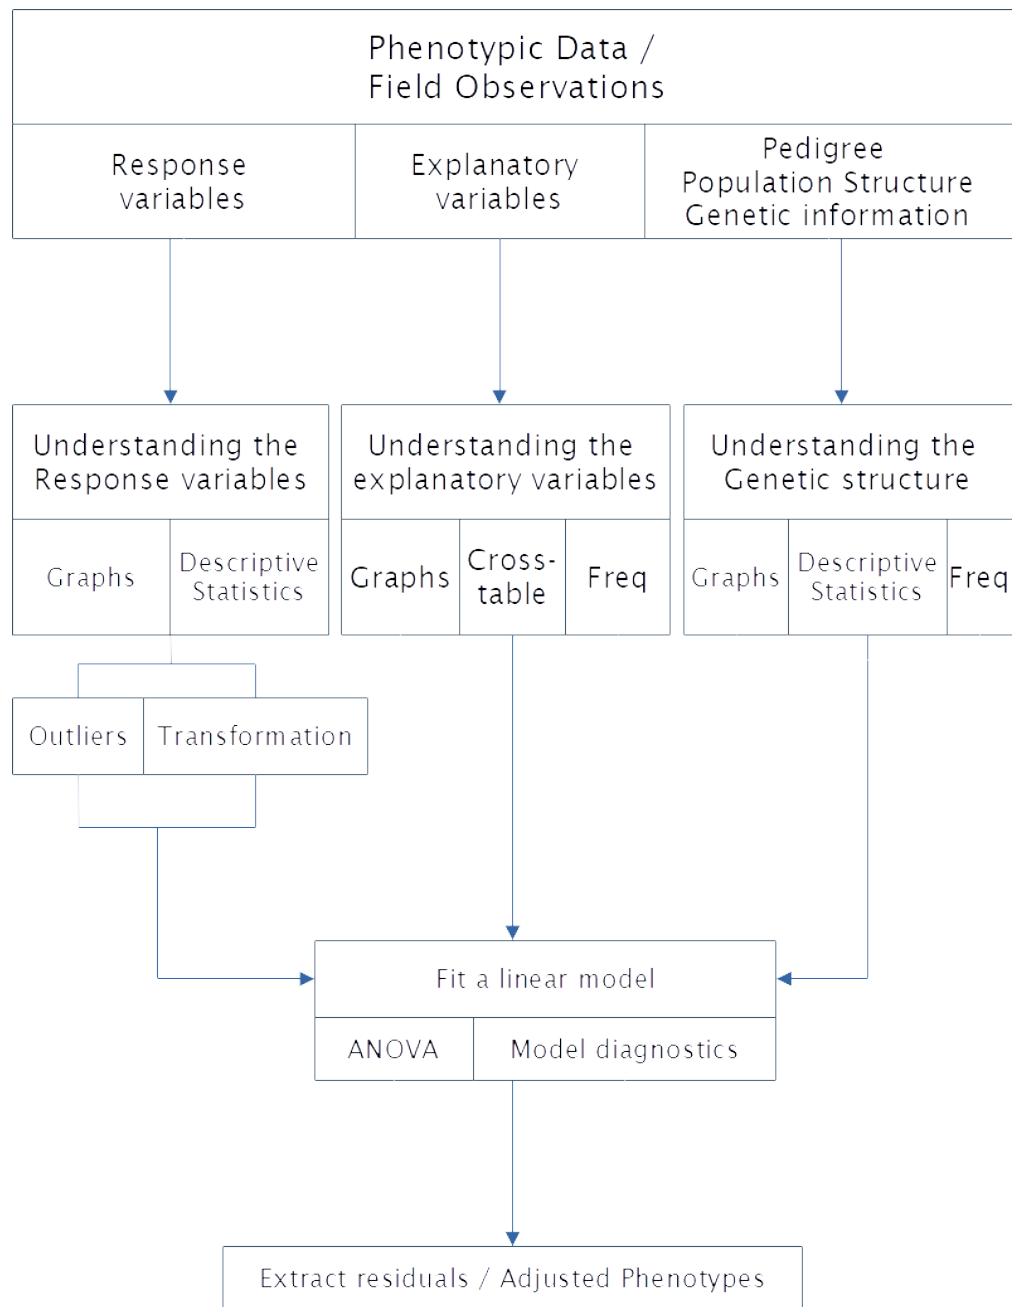 Phenotypic Data /
Field Observations
Response
variables
Explanatory
variables
Pedigree
Population Structure
Genetic information
Understanding the
Response variables
Understanding the
explanatory variables
Understanding the
Genetic structure
Graphs
Descriptive
Statistics
Graphs
Cross-
table
Freq
Graphs
Descriptive
Statistics
Freq
Outliers
Transformation
Fit a linear model
ANOVA
Model diagnostics
Extract residuals / Adjusted Phenotypes